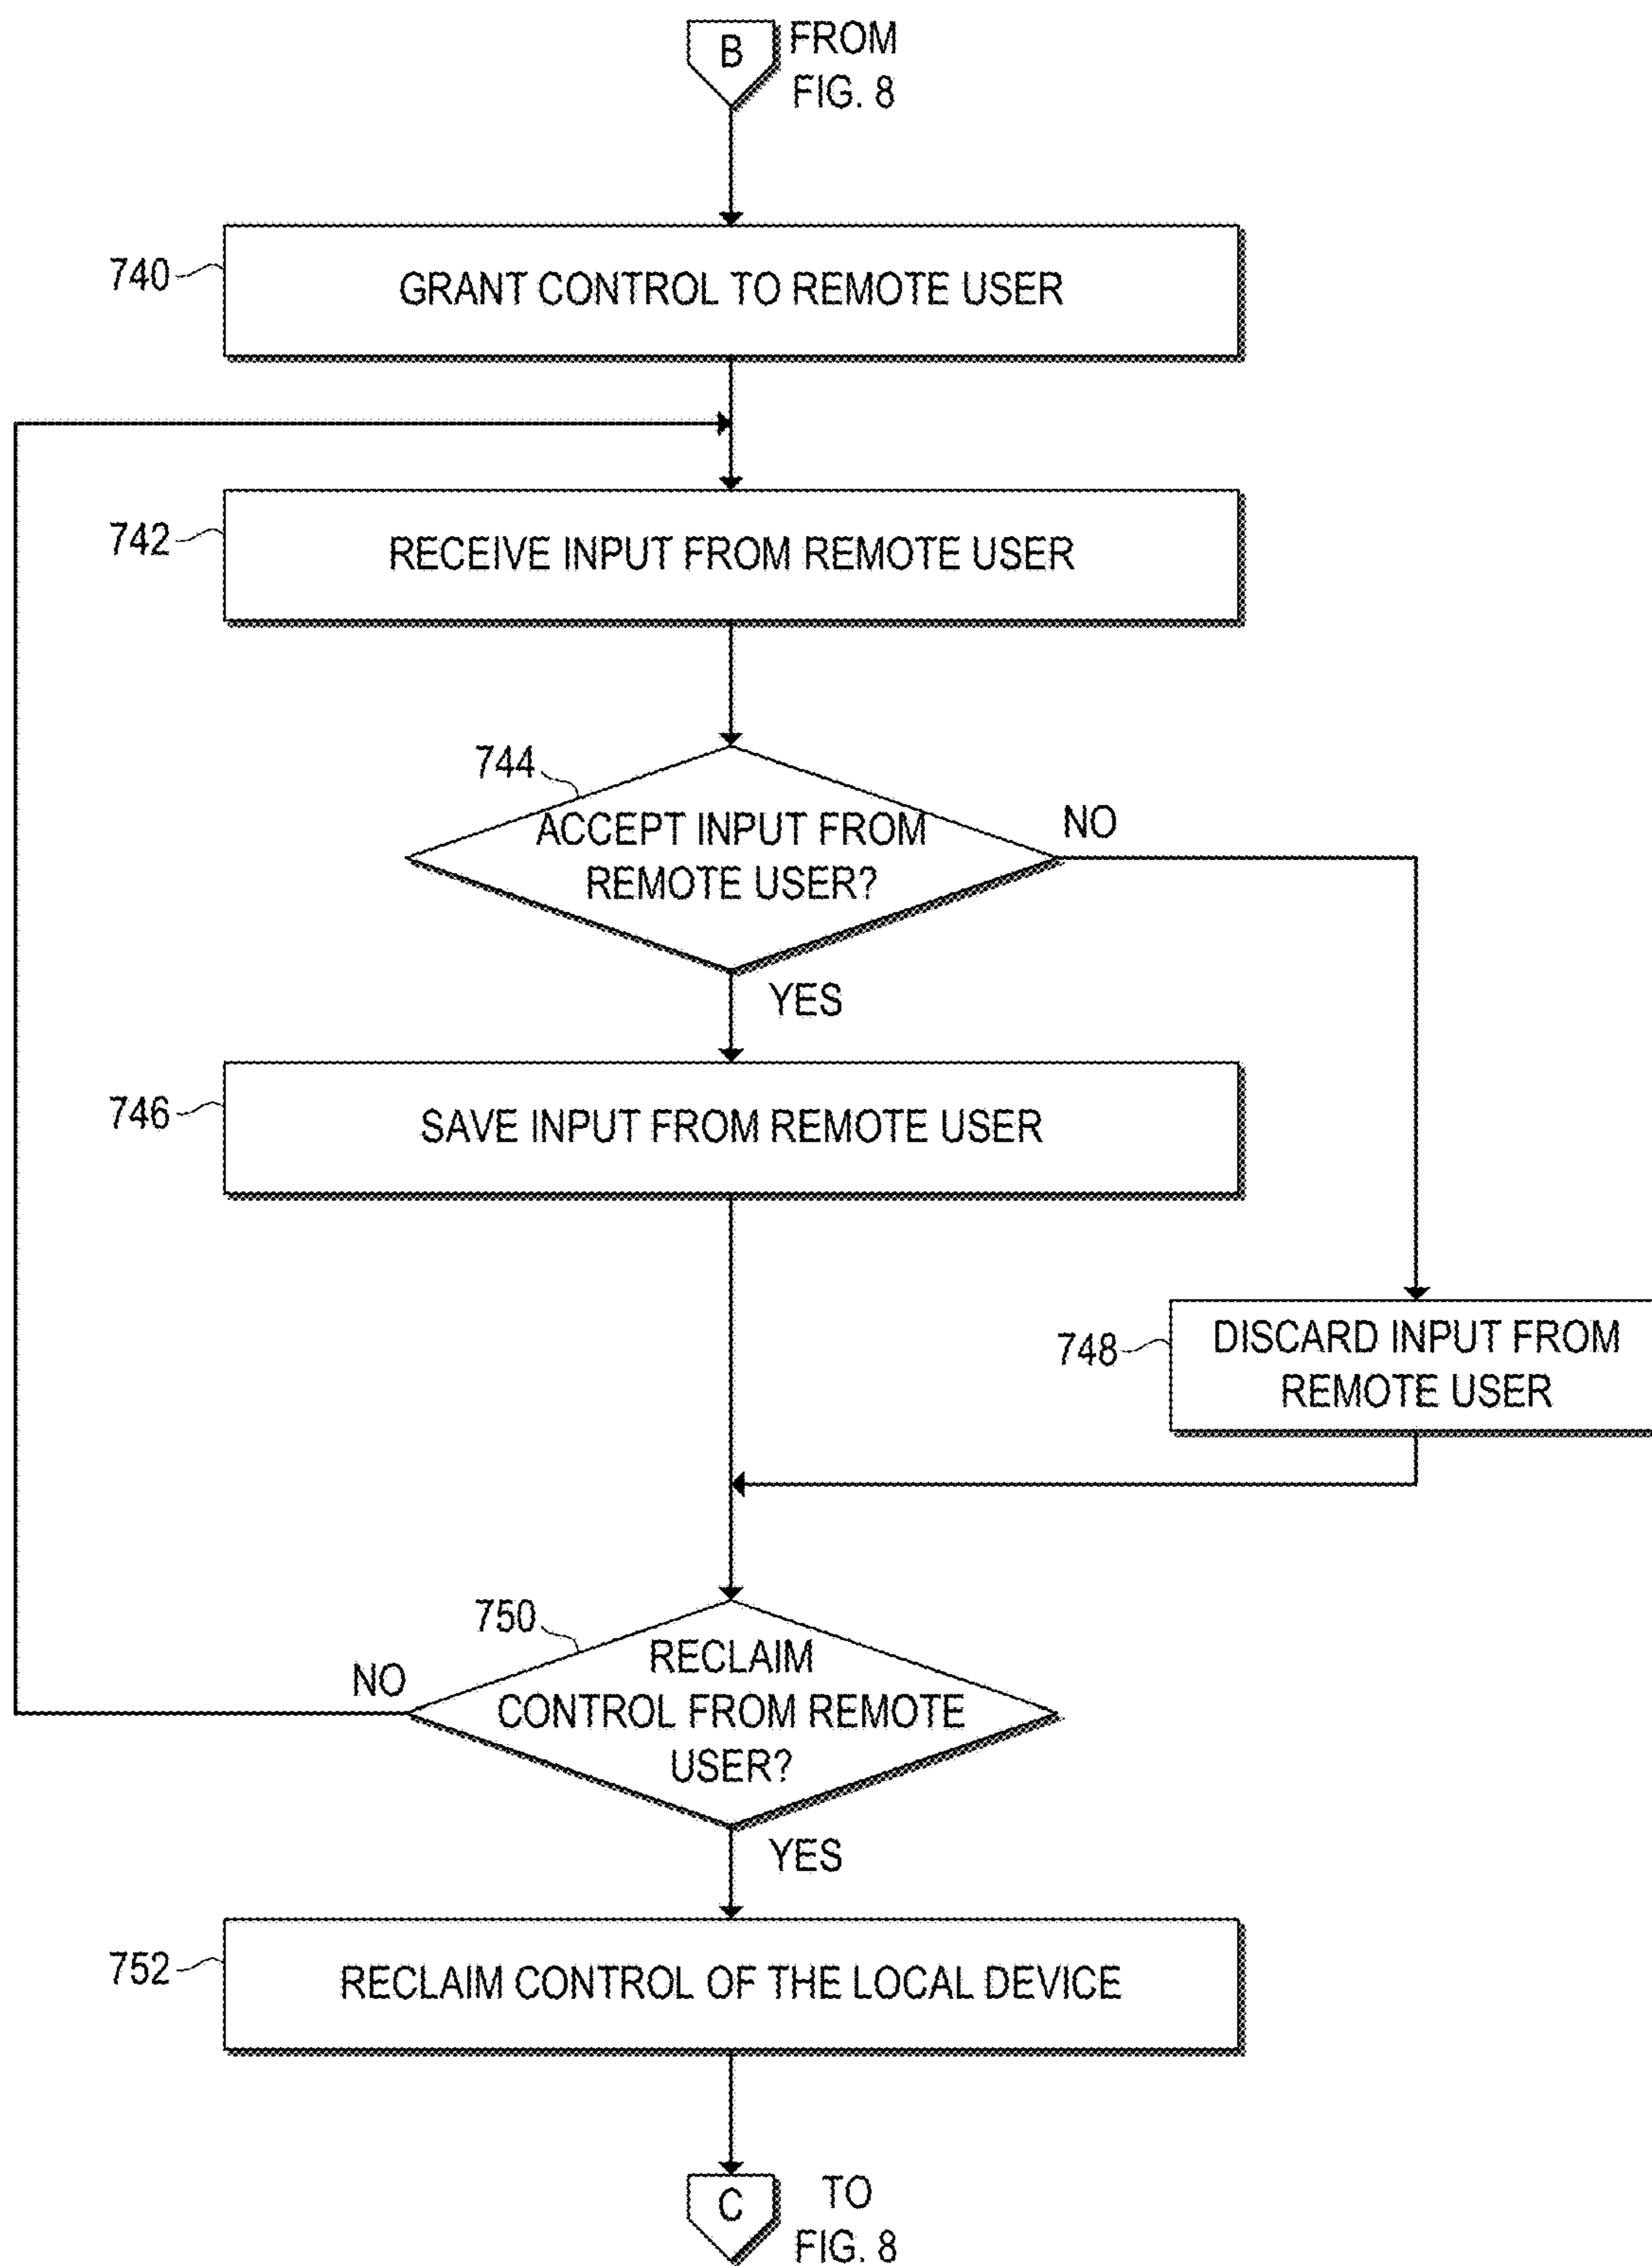 B
FROM
FIG. 8
740
GRANT CONTROL TO REMOTE USER
742
RECEIVE INPUT FROM REMOTE USER
744
ACCEPT INPUT FROM
REMOTE USER?
NO
YES
746
SAVE INPUT FROM REMOTE USER
748
DISCARD INPUT FROM
REMOTE USER
750
RECLAIM
CONTROL FROM REMOTE
USER?
NO
YES
752
RECLAIM CONTROL OF THE LOCAL DEVICE
C
TO
FIG. 8